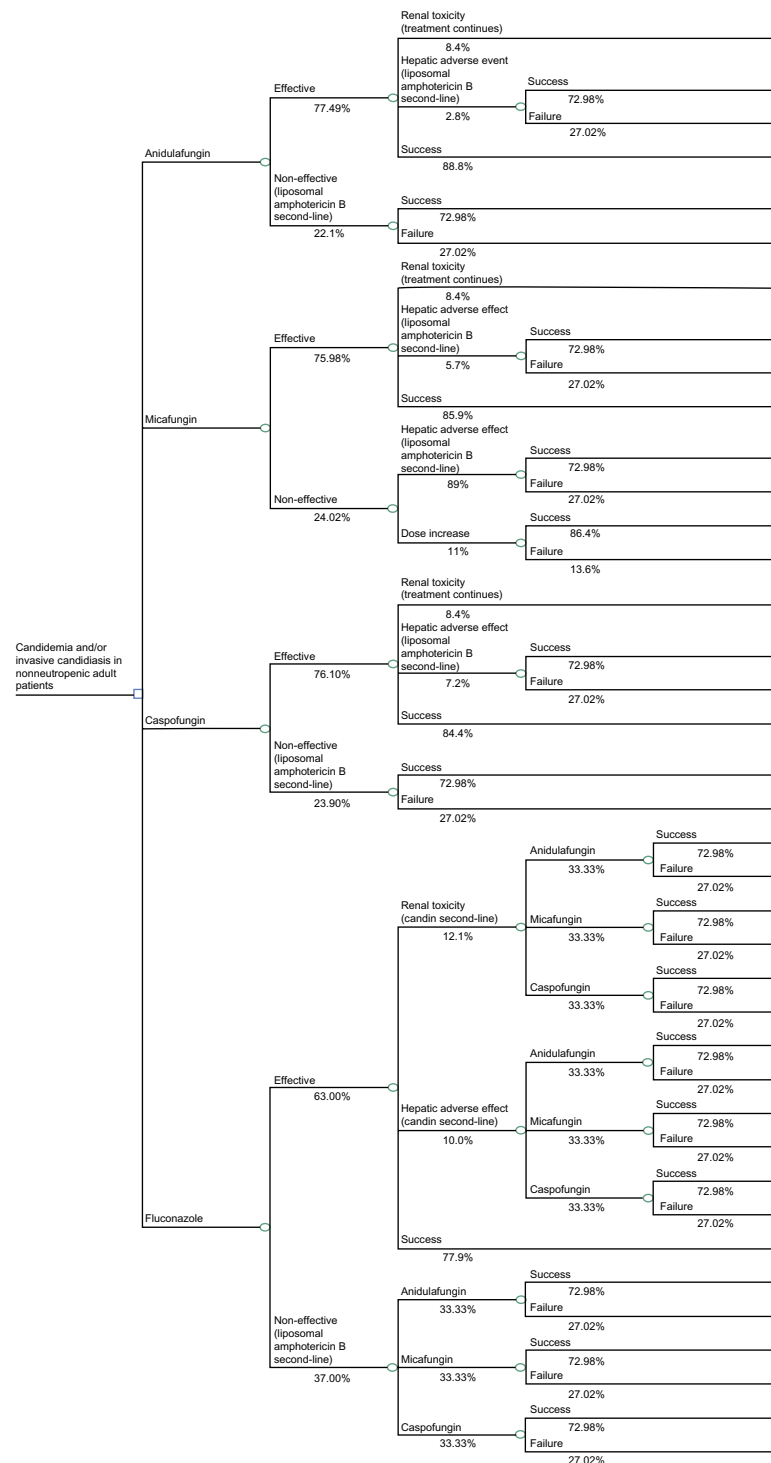 Renal toxicity
(treatment continues)
8.4%
Hepatic adverse event
(liposomal
amphotericin B
second-line)
2.8%
Success
72.98%
Failure
27.02%
Success
88.8%
Effective
77.49%
Anidulafungin
Non-effective
(liposomal
amphotericin B
second-line)
22.1%
Success
72.98%
Failure
27.02%
Renal toxicity
(treatment continues)
8.4%
Hepatic adverse effect
(liposomal
amphotericin B
second-line)
5.7%
Success
72.98%
Failure
27.02%
Success
85.9%
Effective
75.98%
Micafungin
Non-effective
24.02%
Hepatic adverse effect
(liposomal
amphotericin B
second-line)
89%
Success
72.98%
Failure
27.02%
Dose increase
11%
Success
86.4%
Failure
13.6%
Candidemia and/or
invasive candidiasis in
nonneutropenic adult
patients
Renal toxicity
(treatment continues)
8.4%
Hepatic adverse effect
(liposomal
amphotericin B
second-line)
7.2%
Success
72.98%
Failure
27.02%
Success
84.4%
Effective
76.10%
Caspofungin
Non-effective
(liposomal
amphotericin B
second-line)
23.90%
Success
72.98%
Failure
27.02%
Renal toxicity
(candin second-line)
12.1%
Anidulafungin
33.33%
Success
72.98%
Failure
27.02%
Micafungin
33.33%
Success
72.98%
Failure
27.02%
Caspofungin
33.33%
Success
72.98%
Failure
27.02%
Effective
63.00%
Hepatic adverse effect
(candin second-line)
10.0%
Anidulafungin
33.33%
Success
72.98%
Failure
27.02%
Micafungin
33.33%
Success
72.98%
Failure
27.02%
Caspofungin
33.33%
Success
72.98%
Failure
27.02%
Success
77.9%
Fluconazole
Non-effective
(liposomal
amphotericin B
second-line)
37.00%
Anidulafungin
33.33%
Success
72.98%
Failure
27.02%
Micafungin
33.33%
Success
72.98%
Failure
27.02%
Caspofungin
33.33%
Success
72.98%
Failure
27.02%